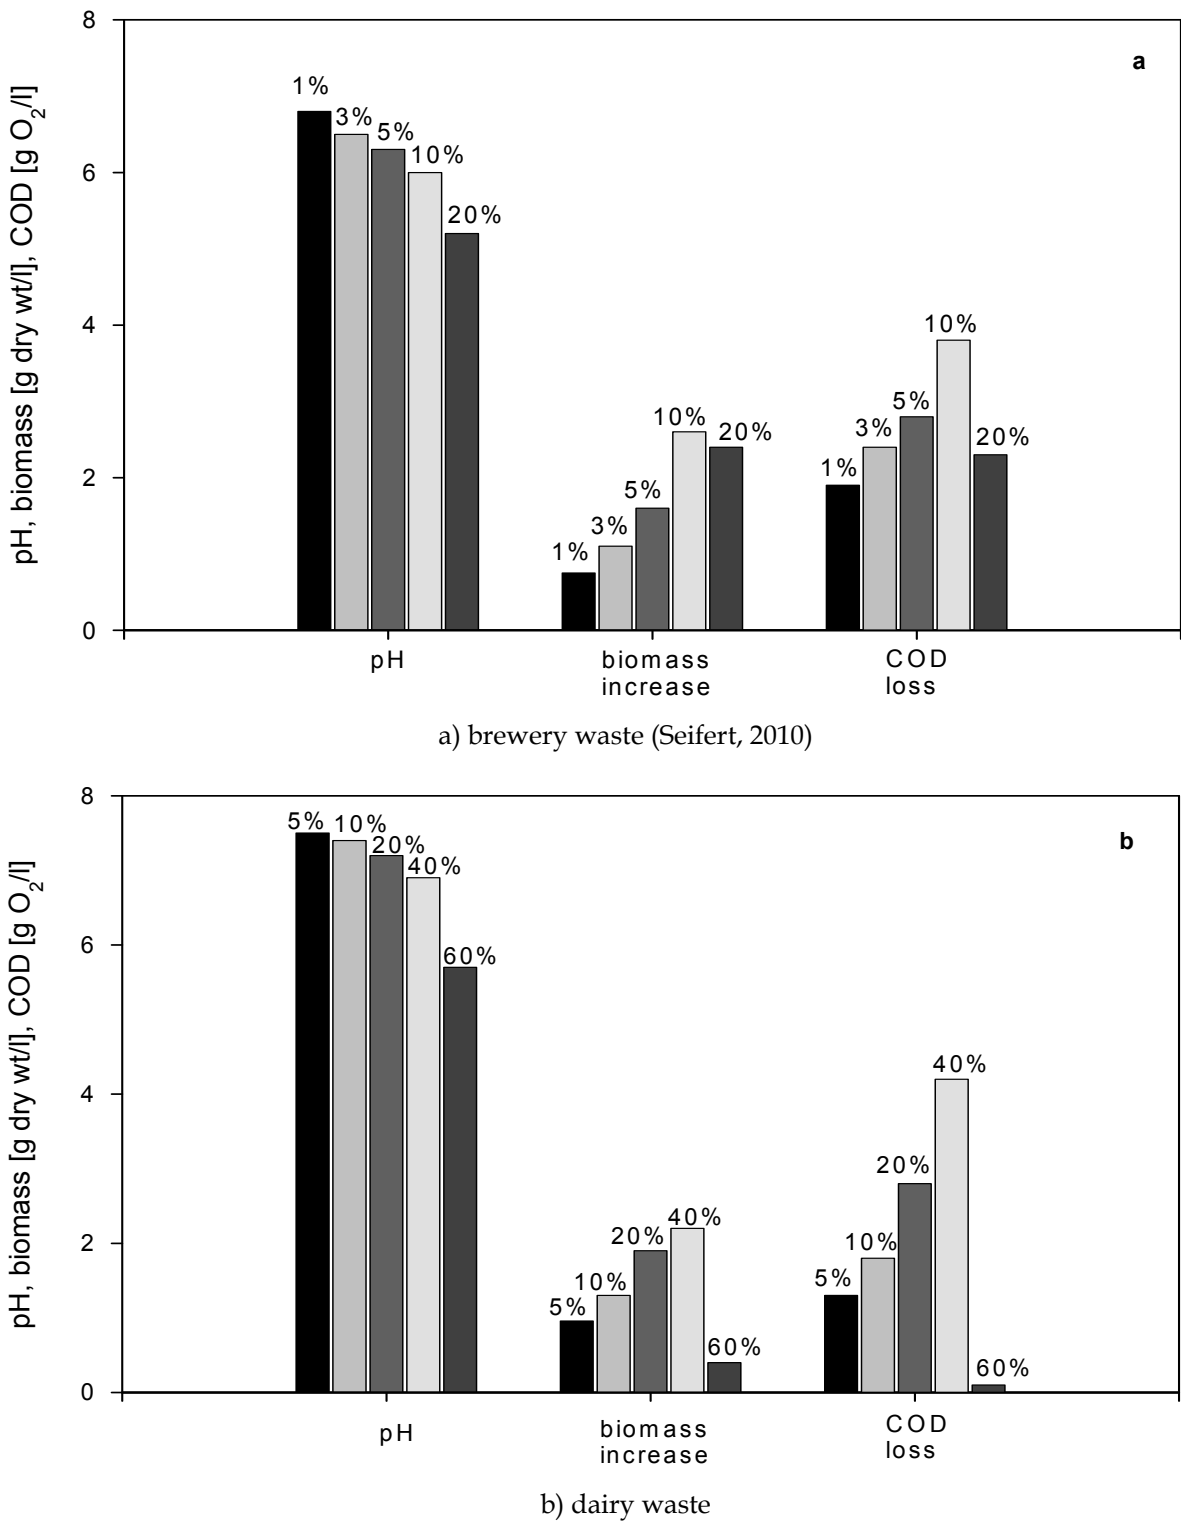 8
a
1%
3%
5%
10%
6
20%
pH, biomass [g dry wt/l], COD [g O2/l]
4
10%
5%
10%
20%
3%
20%
1%
2
5%
3%
1%
0
pH
biomass
increase
COD
loss
a) brewery waste (Seifert, 2010)
8
b
5%
10%
20%
40%
6
60%
pH, biomass [g dry wt/l], COD [g O2/l]
4
40%
20%
2
40%
20%
10%
10%
5%
5%
60%
60%
0
pH
biomass
increase
COD
loss
b) dairy waste